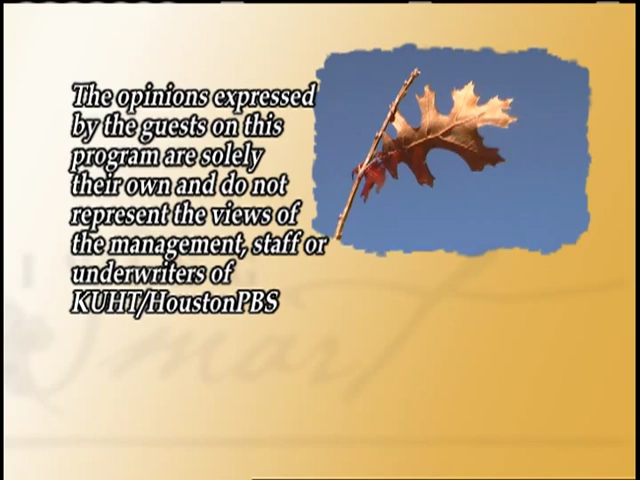 The opinions expressed
by the guests on this
program are solely
their own and do not
represent the views of
the management, staff or
underwriters of
KUHT/HoustonPBS
Smart